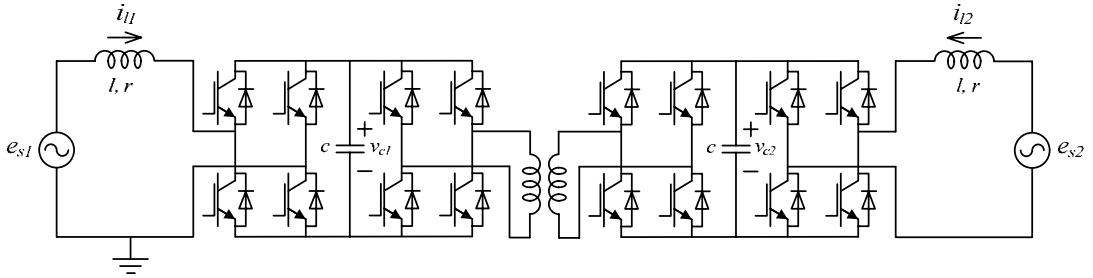 i_{l1}
i_{l2}
l, r
l, r
e_{s1}
c
+
v_{c1}
−
c
+
v_{c2}
−
e_{s2}